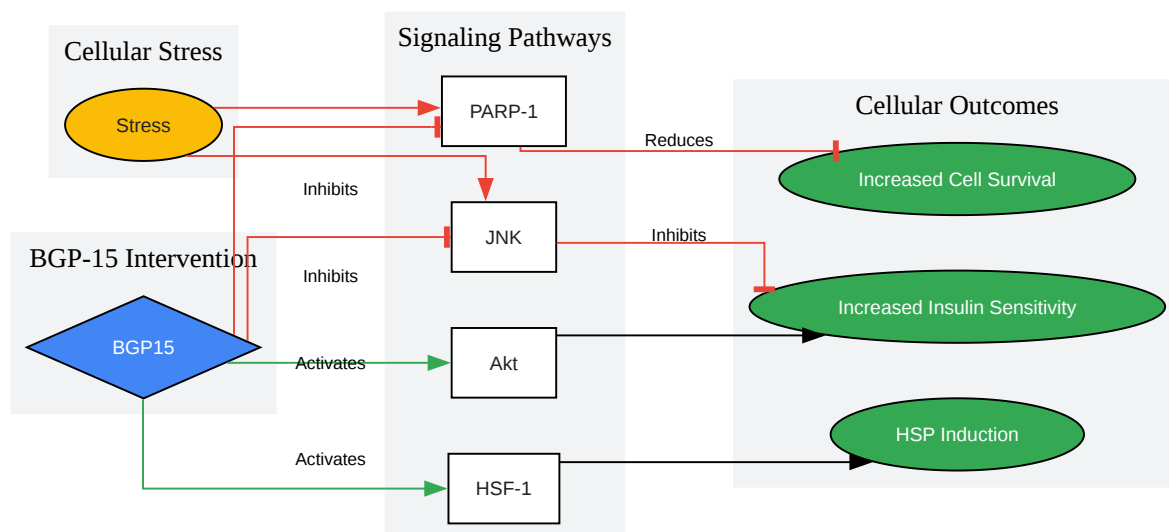 Cellular Stress
Stress
BGP-15 Intervention
BGP15
Inhibits
Inhibits
Activates
Activates
Signaling Pathways
PARP-1
JNK
Akt
HSF-1
Reduces
Inhibits
Cellular Outcomes
Increased Cell Survival
Increased Insulin Sensitivity
HSP Induction